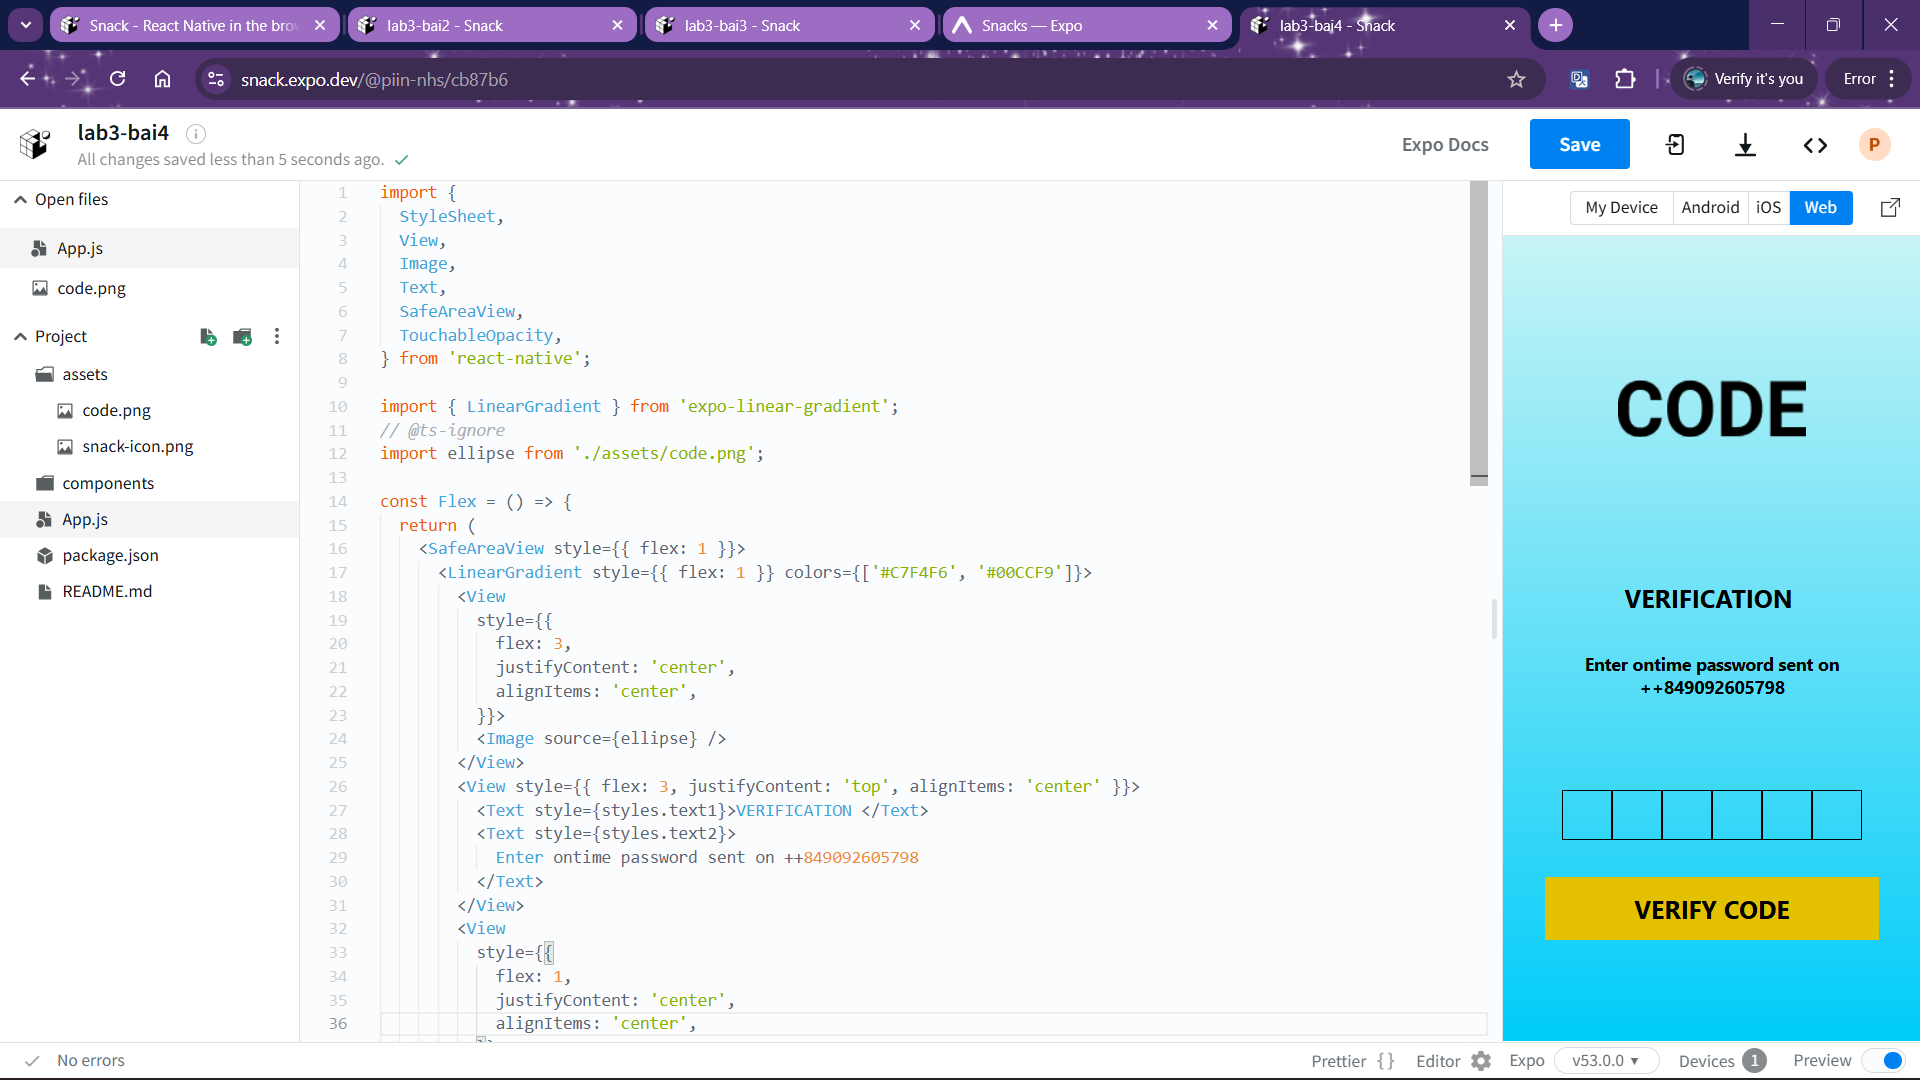 Snack - React Native in the brow
lab3-bai2 - Snack
lab3-bai3 - Snack
Snacks — Expo
lab3-bai4 - Snack
snack.expo.dev/@piin-nhs/cb87b6
Verify it's you
Error
lab3-bai4
All changes saved less than 5 seconds ago.
Expo Docs
Save
P
Open files
App.js
code.png
Project
assets
code.png
snack-icon.png
components
App.js
package.json
README.md
1 import {
2 StyleSheet,
3 View,
4 Image,
5 Text,
6 SafeAreaView,
7 TouchableOpacity,
8 } from 'react-native';
9
10 import { LinearGradient } from 'expo-linear-gradient';
11 // @ts-ignore
12 import ellipse from './assets/code.png';
13
14 const Flex = () => {
15 return (
16 <SafeAreaView style={{ flex: 1 }}>
17 <LinearGradient style={{ flex: 1 }} colors={['#C7F4F6', '#00CCF9']}>
18 <View
19 style={{
20 flex: 3,
21 justifyContent: 'center',
22 alignItems: 'center',
23 }}>
24 <Image source={ellipse} />
25 </View>
26 <View style={{ flex: 3, justifyContent: 'top', alignItems: 'center' }}>
27 <Text style={styles.text1}>VERIFICATION </Text>
28 <Text style={styles.text2}>
29 Enter ontime password sent on ++849092605798
30 </Text>
31 </View>
32 <View
33 style={{
34 flex: 1,
35 justifyContent: 'center',
36 alignItems: 'center',
My Device
Android
iOS
Web
CODE
VERIFICATION
Enter ontime password sent on
++849092605798
VERIFY CODE
No errors
Prettier {}
Editor
Expo
v53.0.0
Devices 1
Preview